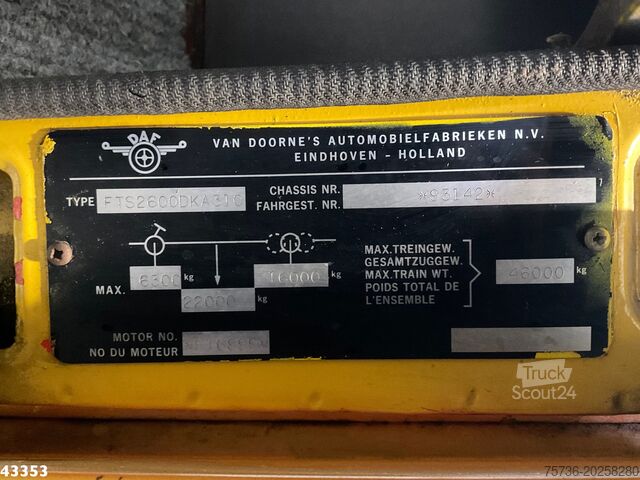 DAF
VAN DOORNE'S AUTOMOBIELFABRIEKEN N.V.
EINDHOVEN - HOLLAND
TYPE FTS2600DKA310
CHASSIS NR. *93142*
FAHRGEST. NR.
MAX. 6300 kg 16000 kg
22000 kg
MAX.TREINGEW.
GESAMTZUGGEW.
MAX.TRAIN WT.
POIDS TOTAL DE
L'ENSEMBLE
46000 kg
MOTOR NO.
NO DU MOTEUR
Truck
Scout24
43353
75736-20258280